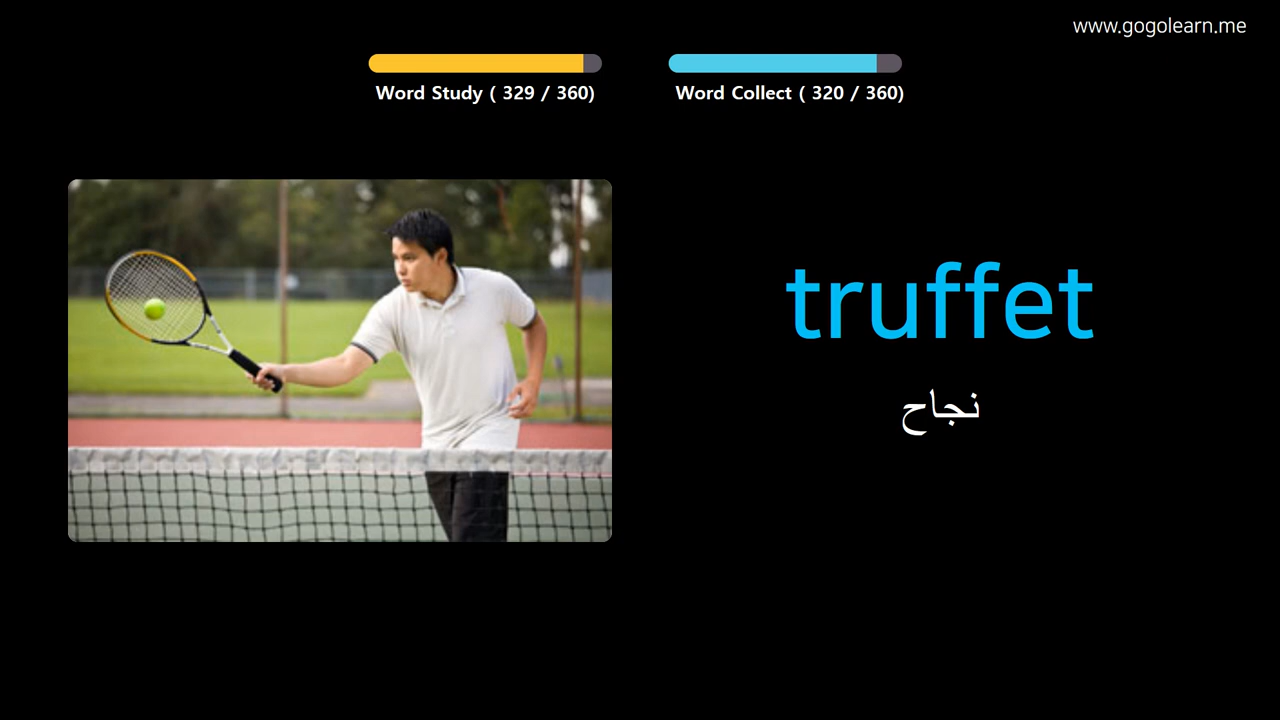 www.gogolearn.me
Word Study ( 329 / 360)
Word Collect ( 320 / 360)
truffet
نجاح